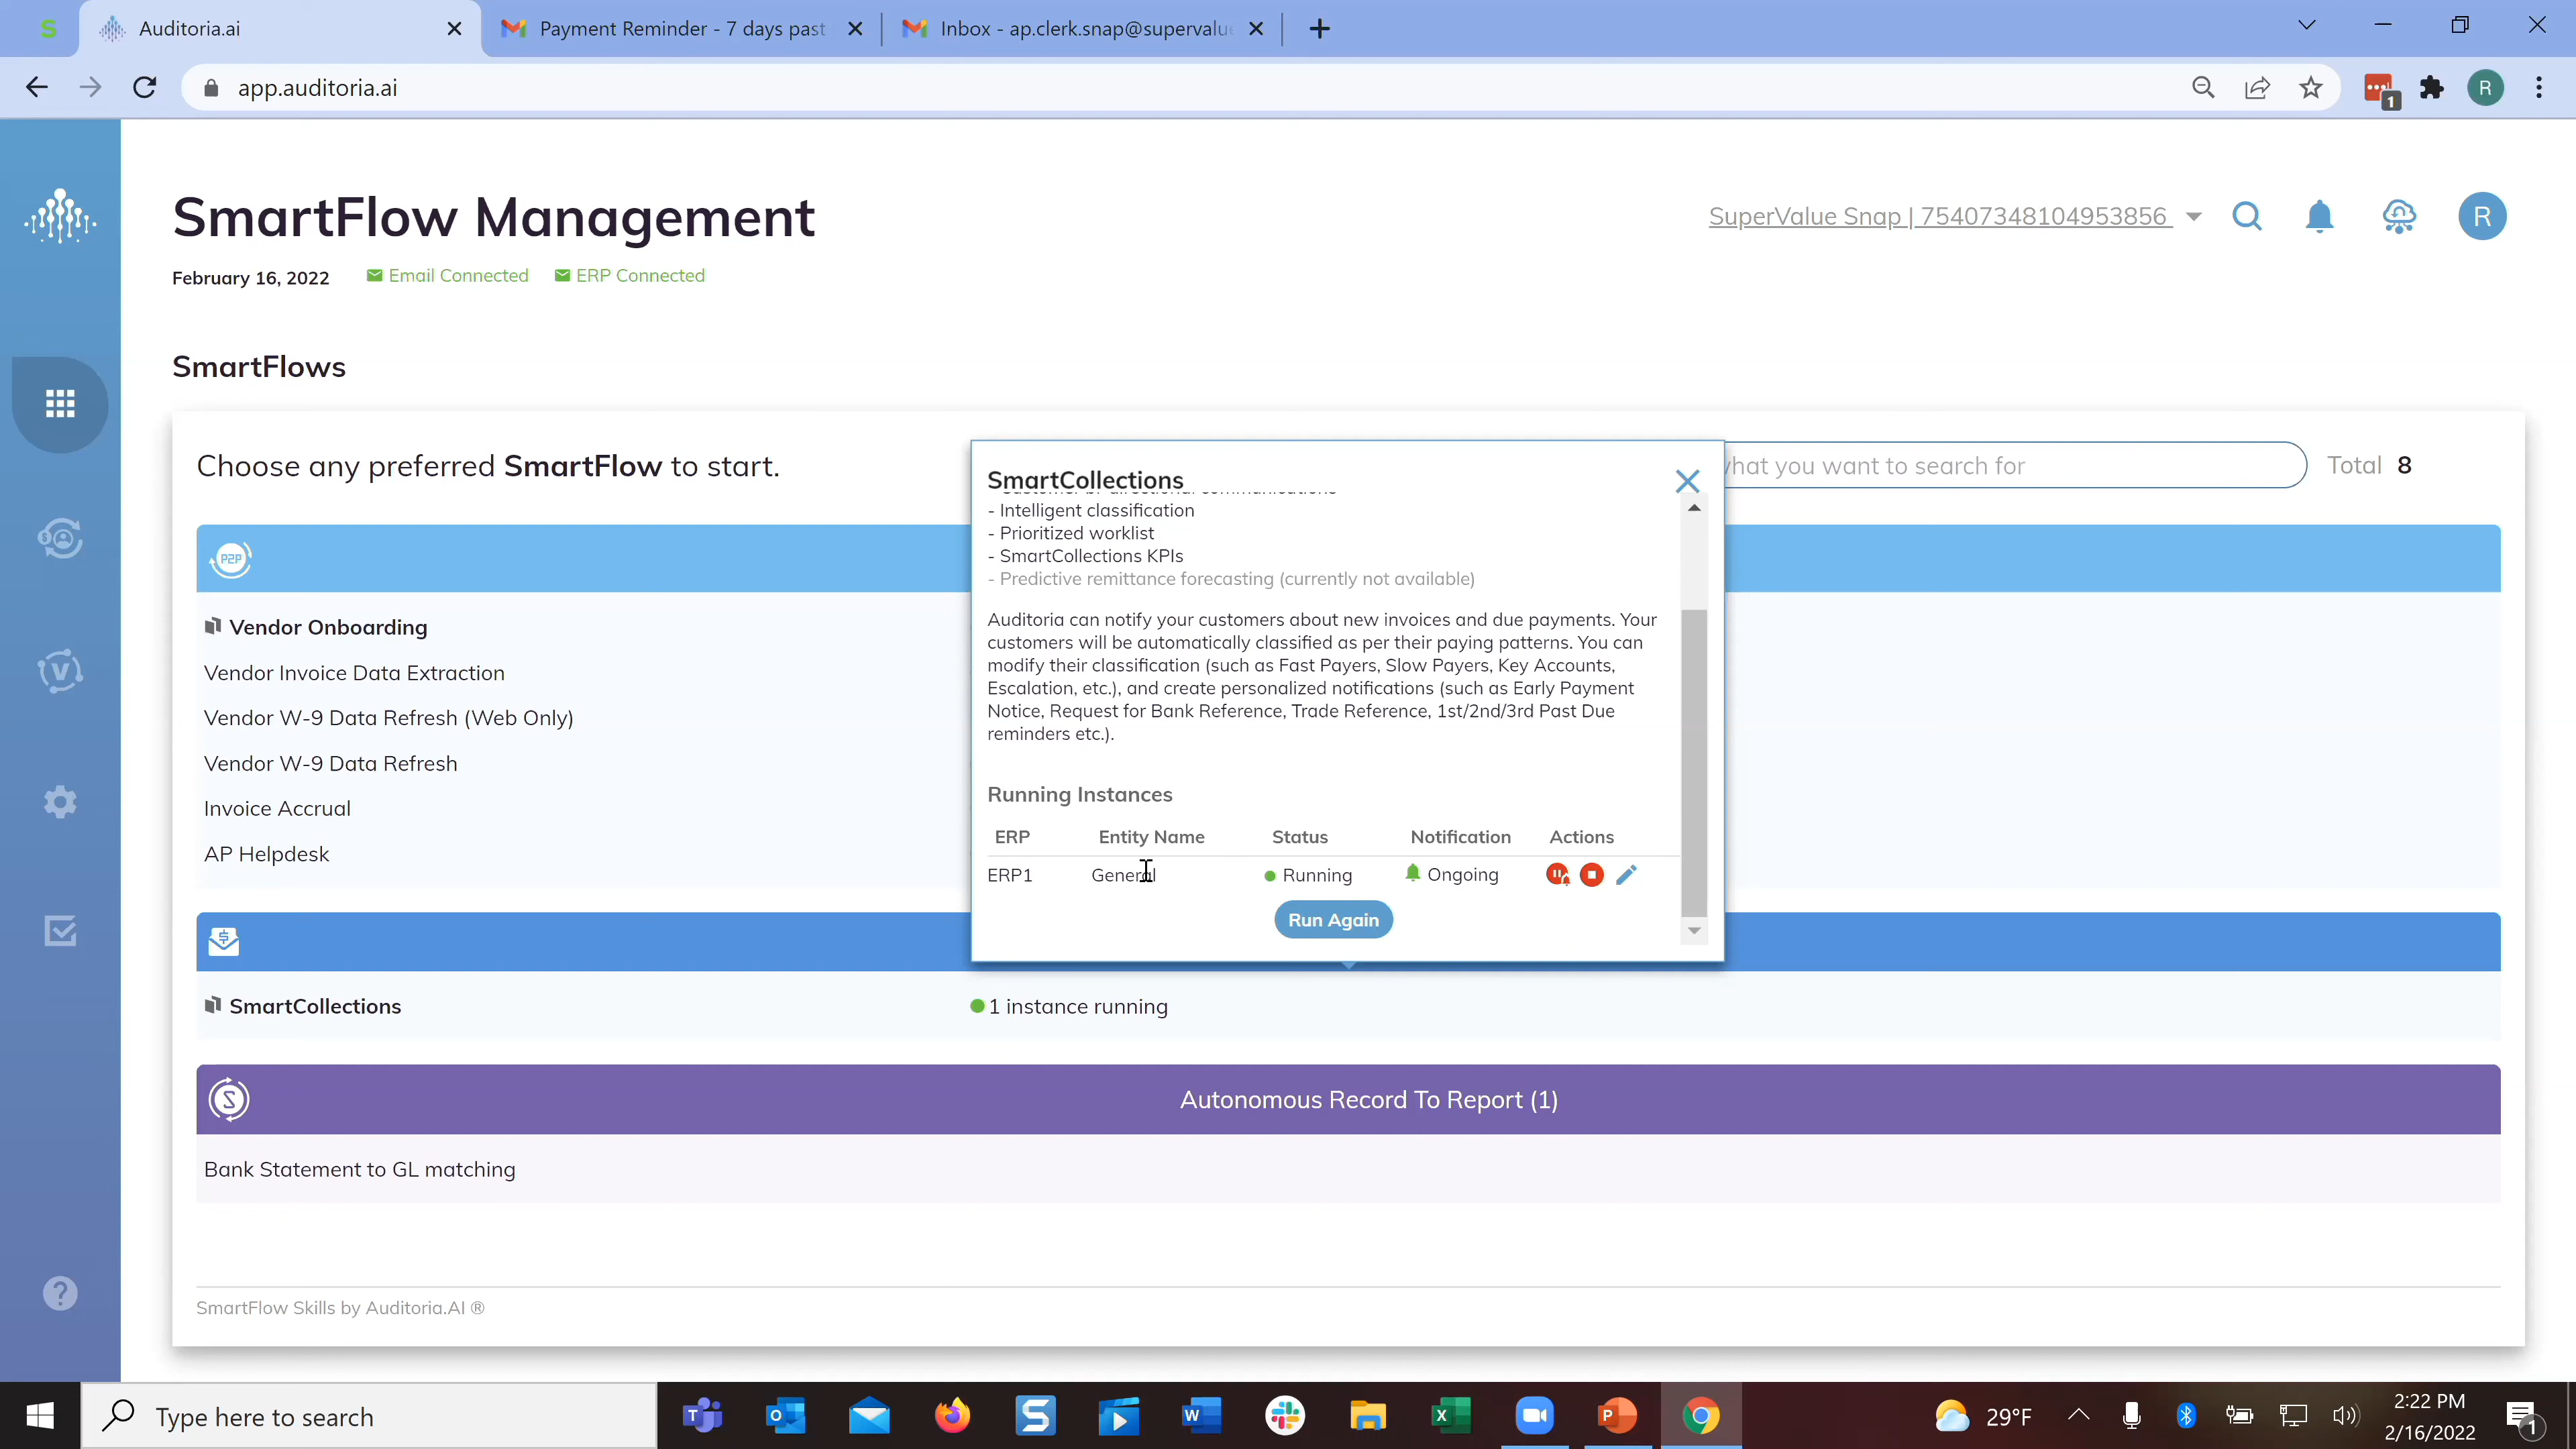 S
Auditoria.ai
Payment Reminder - 7 days past
Inbox - ap.clerk.snap@supervalu
app.auditoria.ai
1
R
SmartFlow Management
SuperValue Snap | 75407348104953856
R
February 16, 2022
Email Connected
ERP Connected
SmartFlows
Choose any preferred SmartFlow to start.
what you want to search for
Total 8
SmartCollections
- Customer bi-directional communications
- Intelligent classification
- Prioritized worklist
- SmartCollections KPIs
- Predictive remittance forecasting (currently not available)
Auditoria can notify your customers about new invoices and due payments. Your
customers will be automatically classified as per their paying patterns. You can
modify their classification (such as Fast Payers, Slow Payers, Key Accounts,
Escalation, etc.), and create personalized notifications (such as Early Payment
Notice, Request for Bank Reference, Trade Reference, 1st/2nd/3rd Past Due
reminders etc.).
Running Instances
ERP Entity Name Status Notification Actions
ERP1 General Running Ongoing
Run Again
P2P
Vendor Onboarding
Vendor Invoice Data Extraction
Vendor W-9 Data Refresh (Web Only)
Vendor W-9 Data Refresh
Invoice Accrual
AP Helpdesk
SmartCollections
1 instance running
Autonomous Record To Report (1)
Bank Statement to GL matching
SmartFlow Skills by Auditoria.AI ®
Type here to search
29°F
2:22 PM
2/16/2022
1